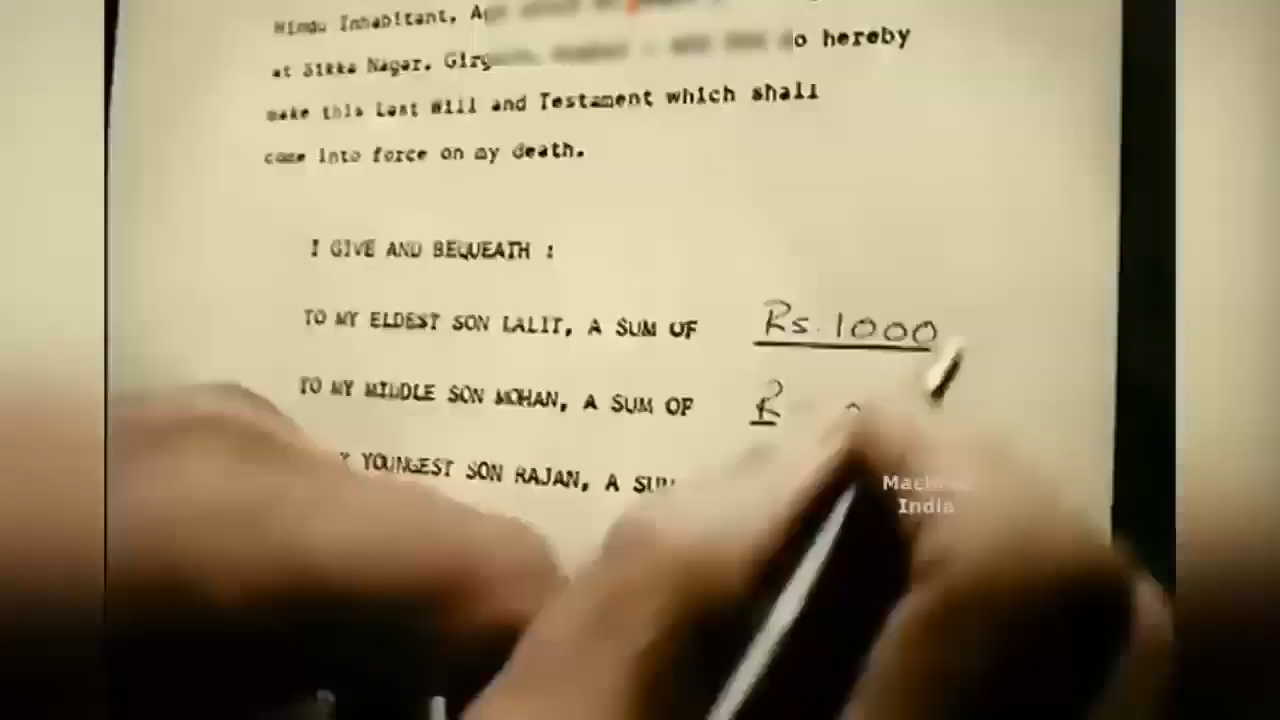 Hindu Inhabitant,
at Sikka Nagar, hereby
make this Last Will and Testament which shall
come into force on my death.
I GIVE AND BEQUEATH :
TO MY ELDEST SON LALIT, A SUM OF Rs. 1000
TO MY MIDDLE SON MOHAN, A SUM OF R
YOUNGEST SON RAJAN, A SUM
India